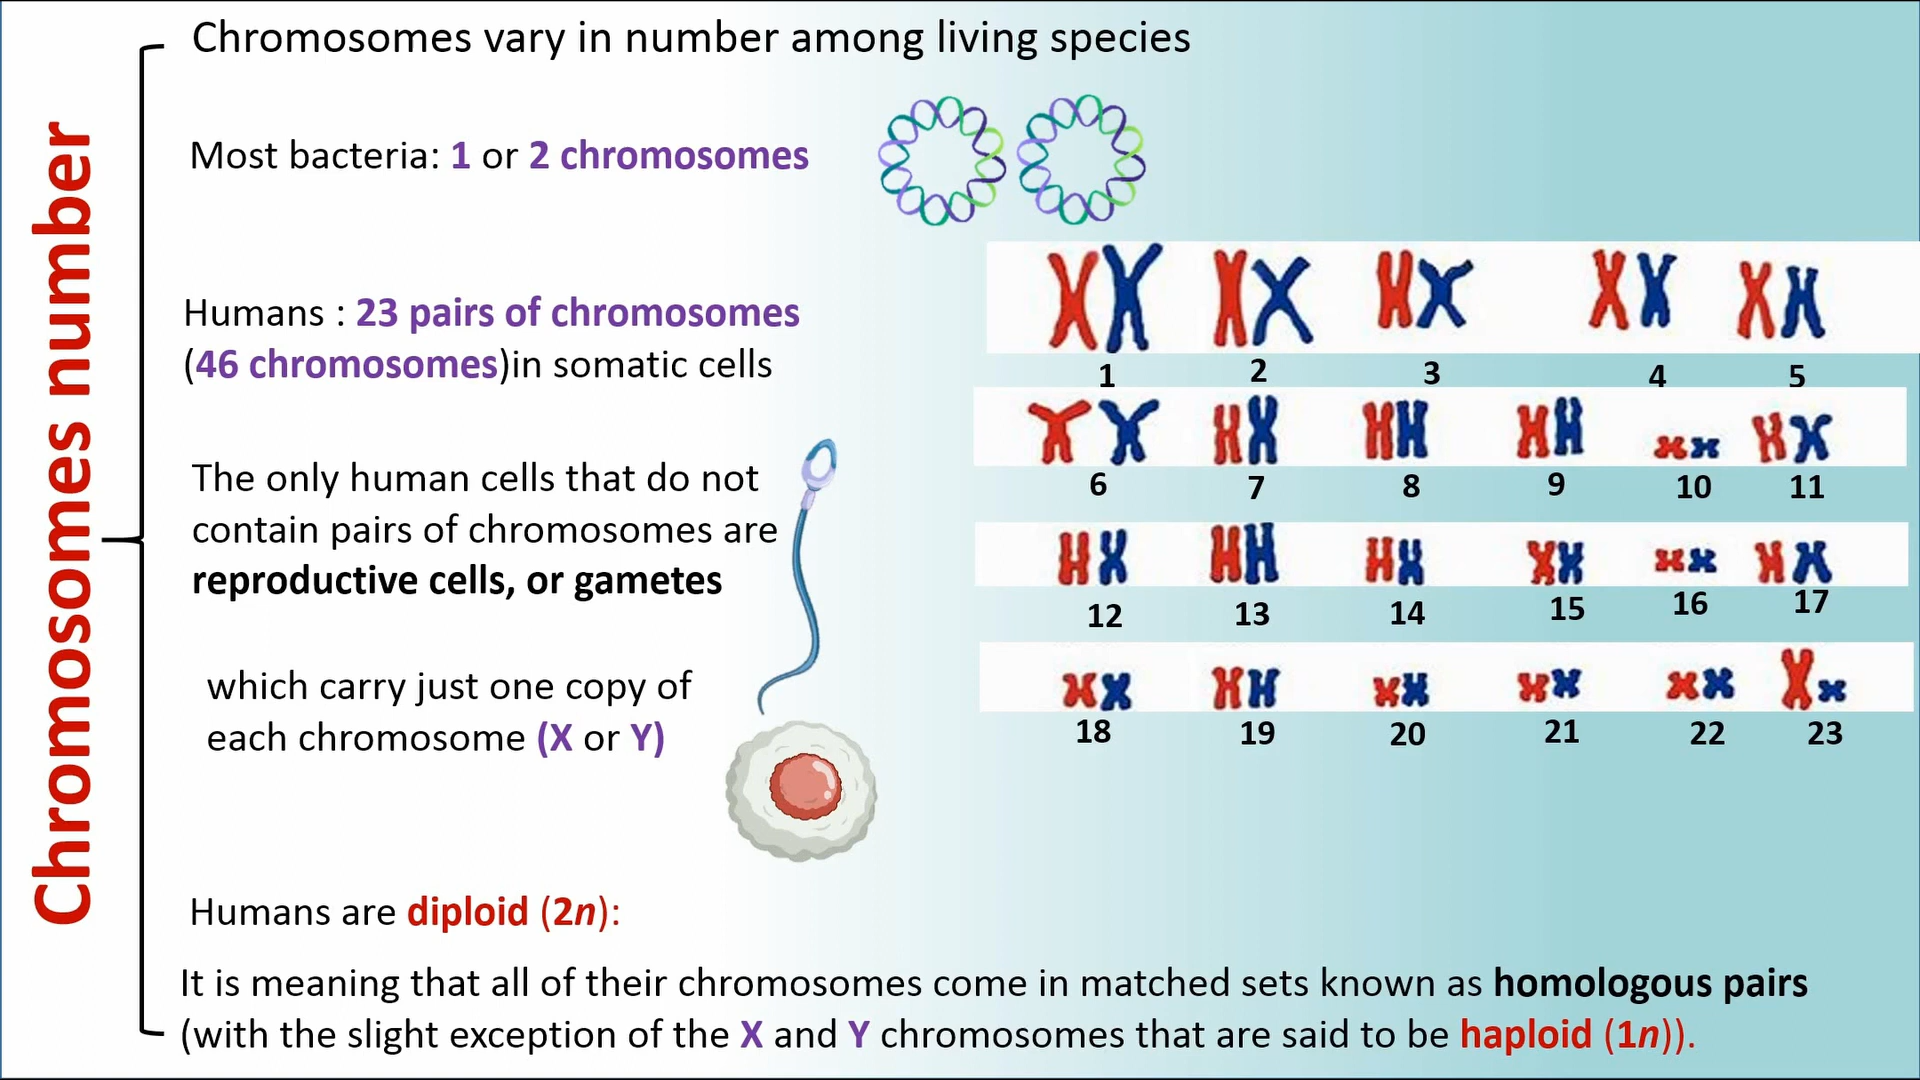 Chromosomes number
Chromosomes vary in number among living species
Most bacteria: 1 or 2 chromosomes
Humans : 23 pairs of chromosomes
(46 chromosomes)in somatic cells
1 2 3 4 5
The only human cells that do not
contain pairs of chromosomes are
reproductive cells, or gametes
6 7 8 9 10 11
12 13 14 15 16 17
which carry just one copy of
each chromosome (X or Y)
18 19 20 21 22 23
Humans are diploid (2n):
It is meaning that all of their chromosomes come in matched sets known as homologous pairs
(with the slight exception of the X and Y chromosomes that are said to be haploid (1n)).